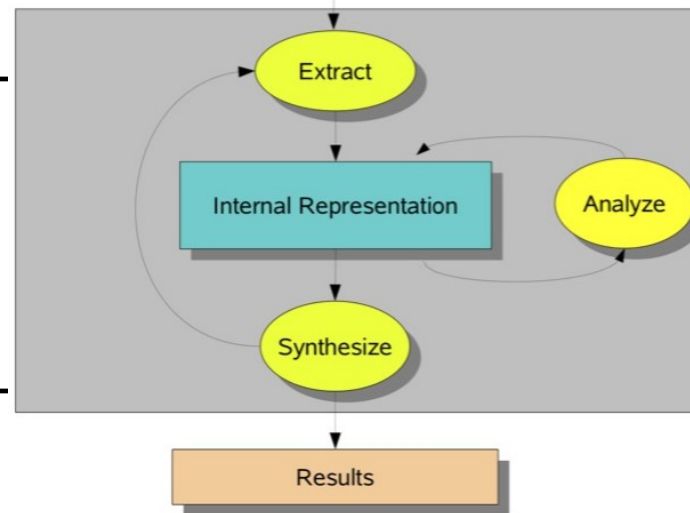 Extract
Internal Representation
Analyze
Synthesize
Results